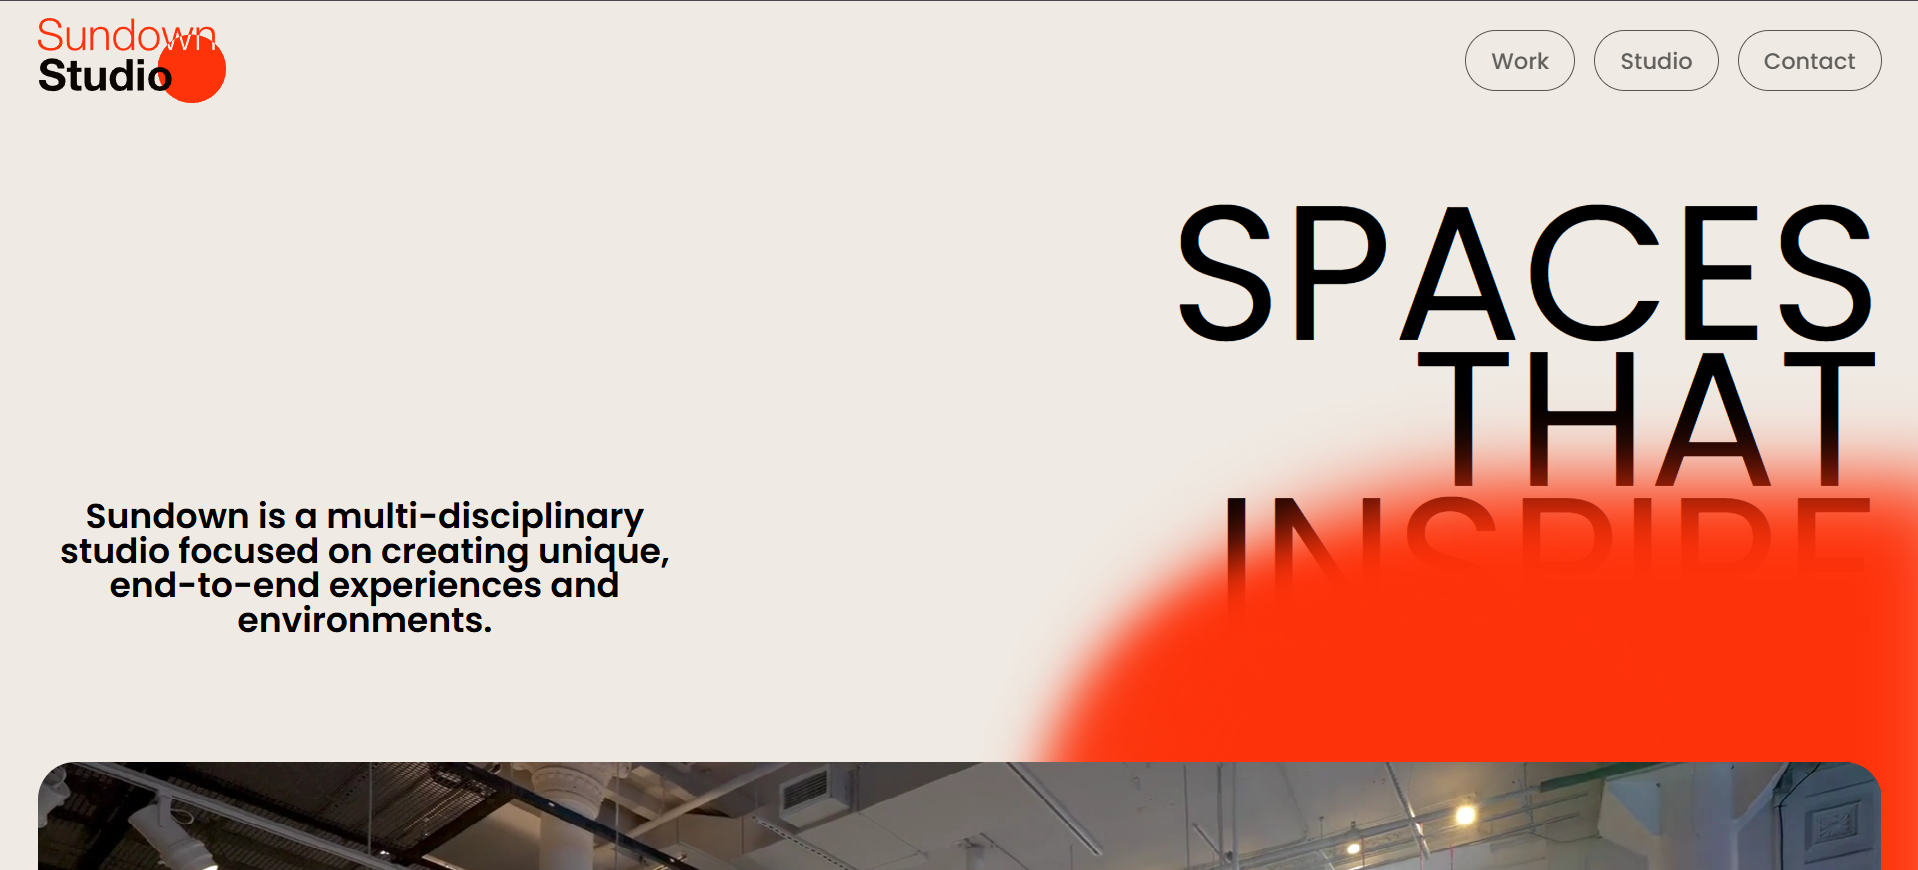 Sundown
Studio
Work
Studio
Contact
SPACES
THAT
INSPIRE
Sundown is a multi-disciplinary
studio focused on creating unique,
end-to-end experiences and
environments.